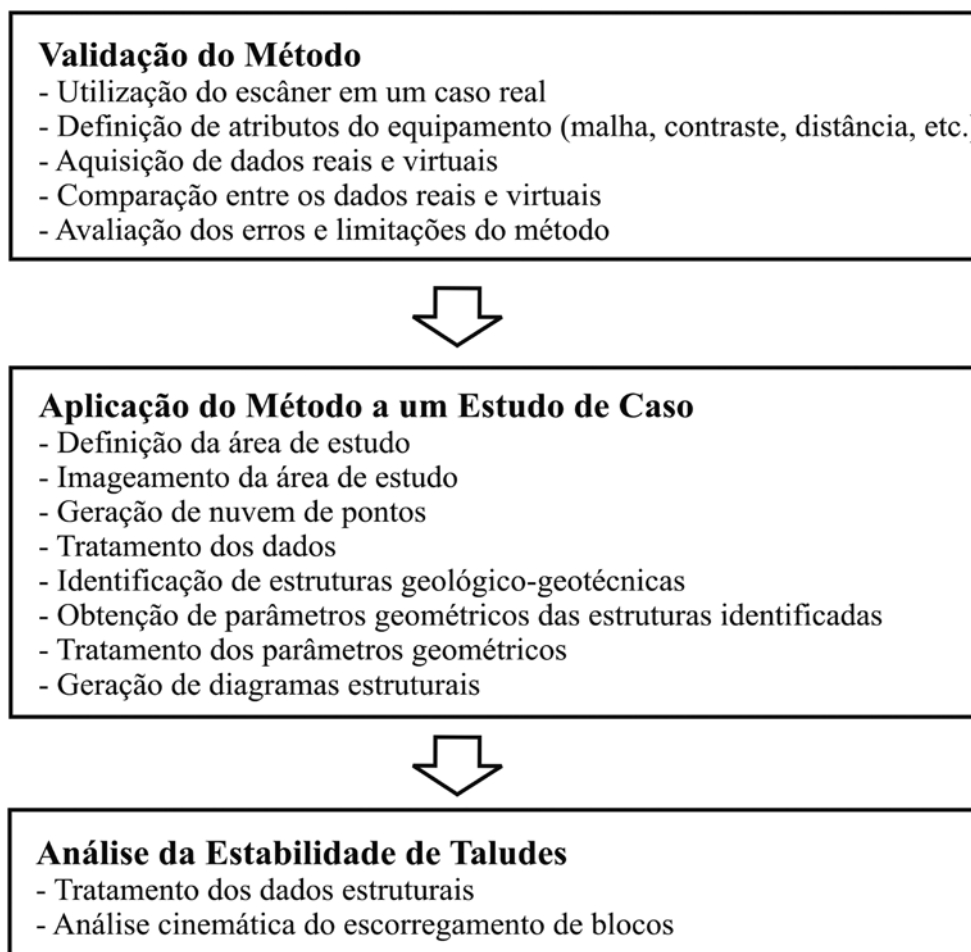 Validação do Método
- Utilização do escâner em um caso real
- Definição de atributos do equipamento (malha, contraste, distância, etc.)
- Aquisição de dados reais e virtuais
- Comparação entre os dados reais e virtuais
- Avaliação dos erros e limitações do método
Aplicação do Método a um Estudo de Caso
- Definição da área de estudo
- Imageamento da área de estudo
- Geração de nuvem de pontos
- Tratamento dos dados
- Identificação de estruturas geológico-geotécnicas
- Obtenção de parâmetros geométricos das estruturas identificadas
- Tratamento dos parâmetros geométricos
- Geração de diagramas estruturais
Análise da Estabilidade de Taludes
- Tratamento dos dados estruturais
- Análise cinemática do escorregamento de blocos